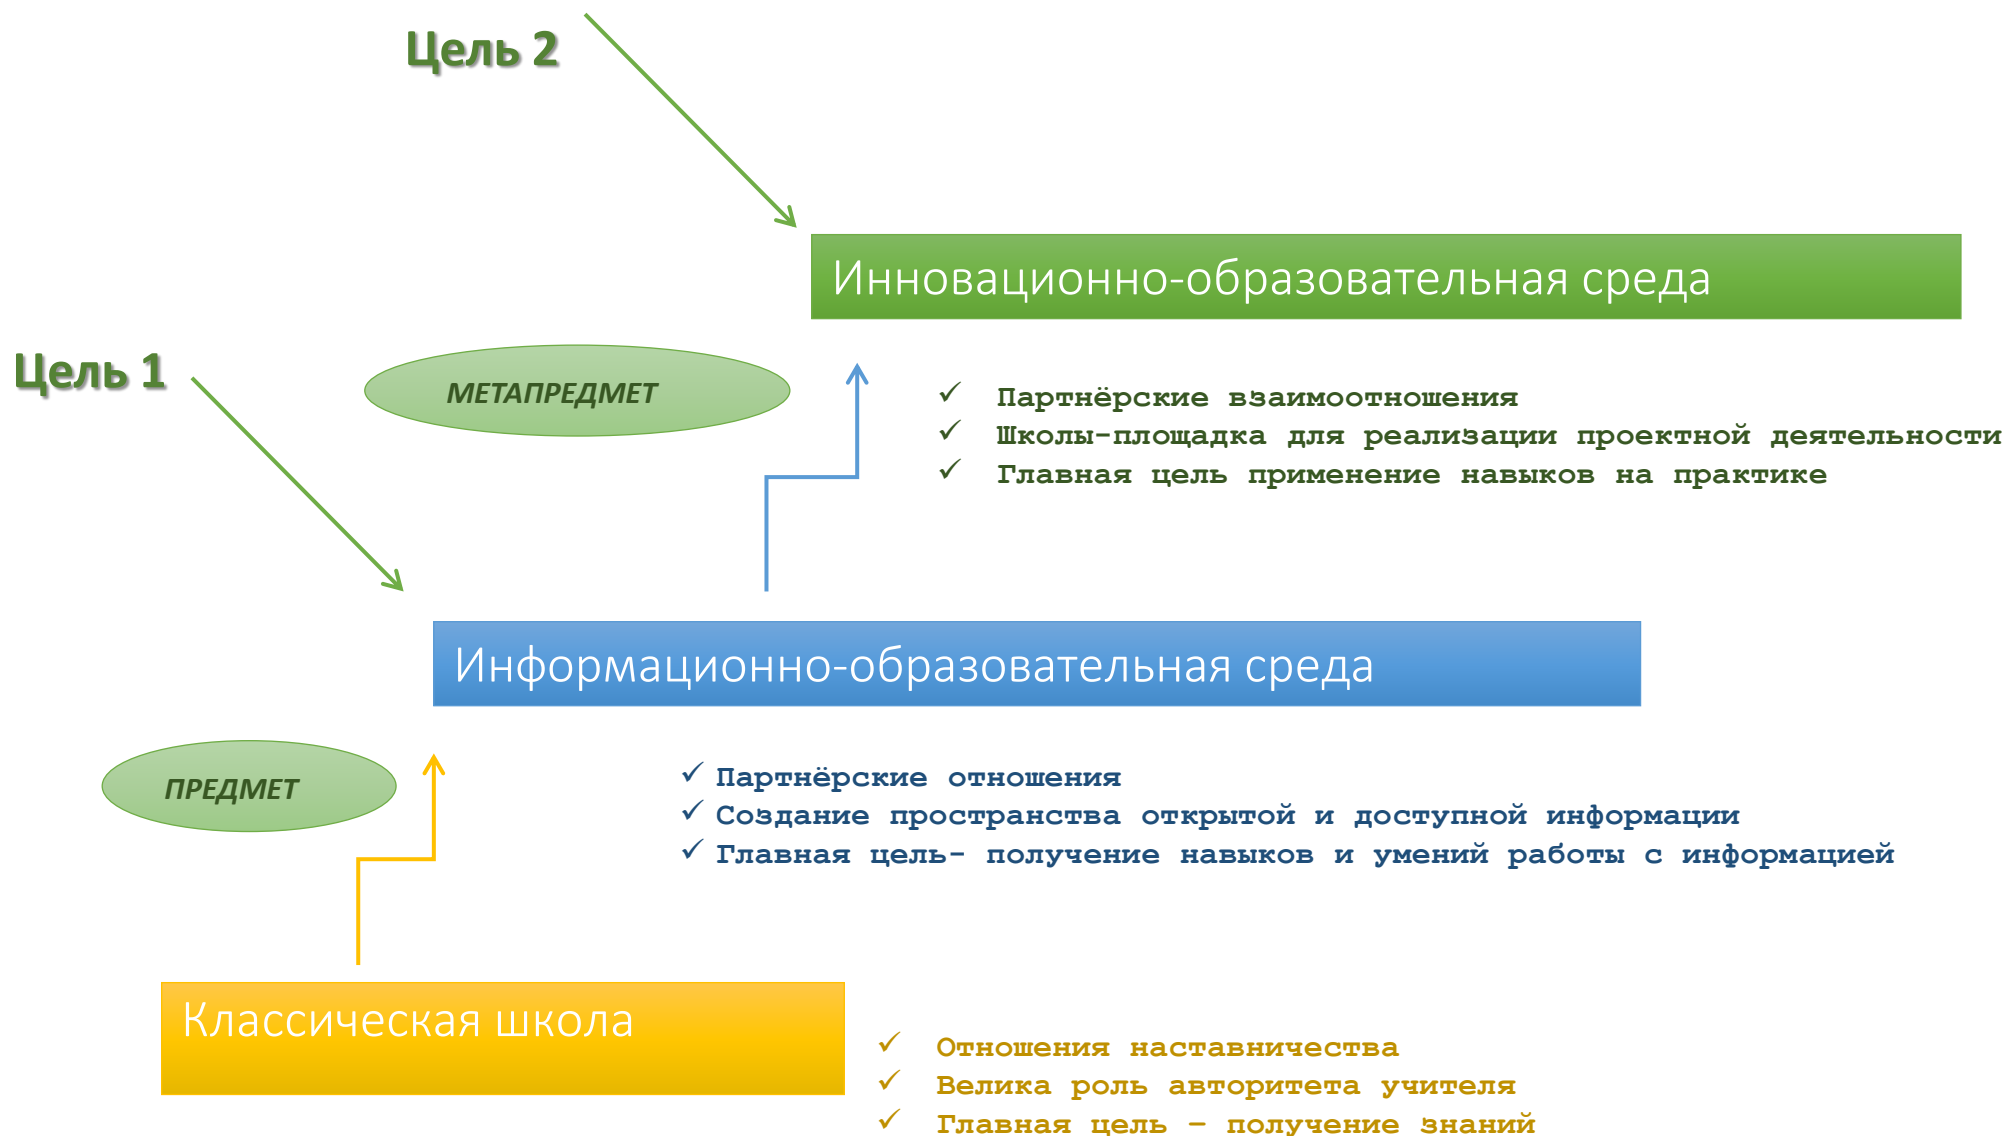 Цель 2
Инновационно-образовательная среда
Цель 1
МЕТАПРЕДМЕТ
✓ Партнёрские взаимоотношения
✓ Школы-площадка для реализации проектной деятельности
✓ Главная цель применение навыков на практике
Информационно-образовательная среда
ПРЕДМЕТ
✓ Партнёрские отношения
✓ Создание пространства открытой и доступной информации
✓ Главная цель- получение навыков и умений работы с информацией
Классическая школа
✓ Отношения наставничества
✓ Велика роль авторитета учителя
✓ Главная цель – получение знаний